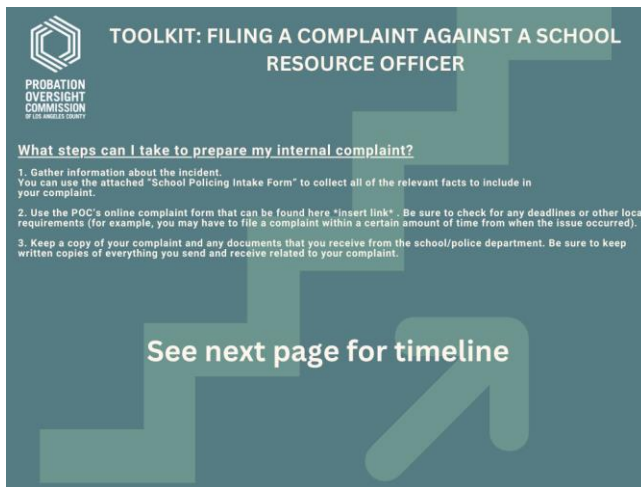 TOOLKIT: FILING A COMPLAINT AGAINST A SCHOOL
RESOURCE OFFICER
PROBATION
OVERSIGHT
COMMISSION
OF LOS ANGELES COUNTY
What steps can I take to prepare my internal complaint?
1. Gather information about the incident.
You can use the attached “School Policing Intake Form” to collect all of the relevant facts to include in
your complaint.
2. Use the POC's online complaint form that can be found here *insert link* . Be sure to check for any deadlines or other loca
requirements (for example, you may have to file a complaint within a certain amount of time from when the issue occurred).
3. Keep a copy of your complaint and any documents that you receive from the school/police department. Be sure to keep
written copies of everything you send and receive related to your complaint.
See next page for timeline